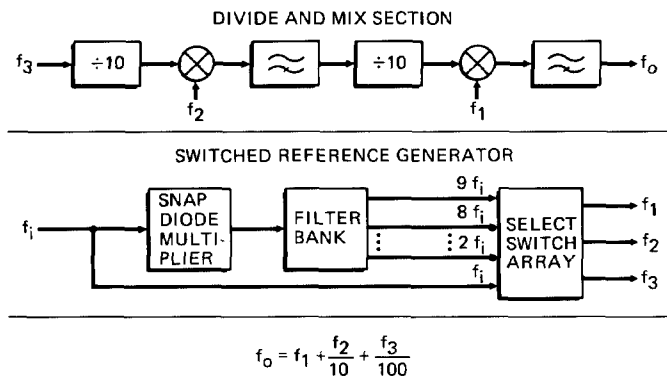 DIVIDE AND MIX SECTION
f3 ÷10 ÷10 fo
f2 f1
SWITCHED REFERENCE GENERATOR
fi
SNAP
DIODE
MULTI-
PLIER
FILTER
BANK
9 fi
8 fi
⋮ ⋮ 2 fi
fi
SELECT
SWITCH
ARRAY
f1
f2
f3
fo = f1 + f2/10 + f3/100